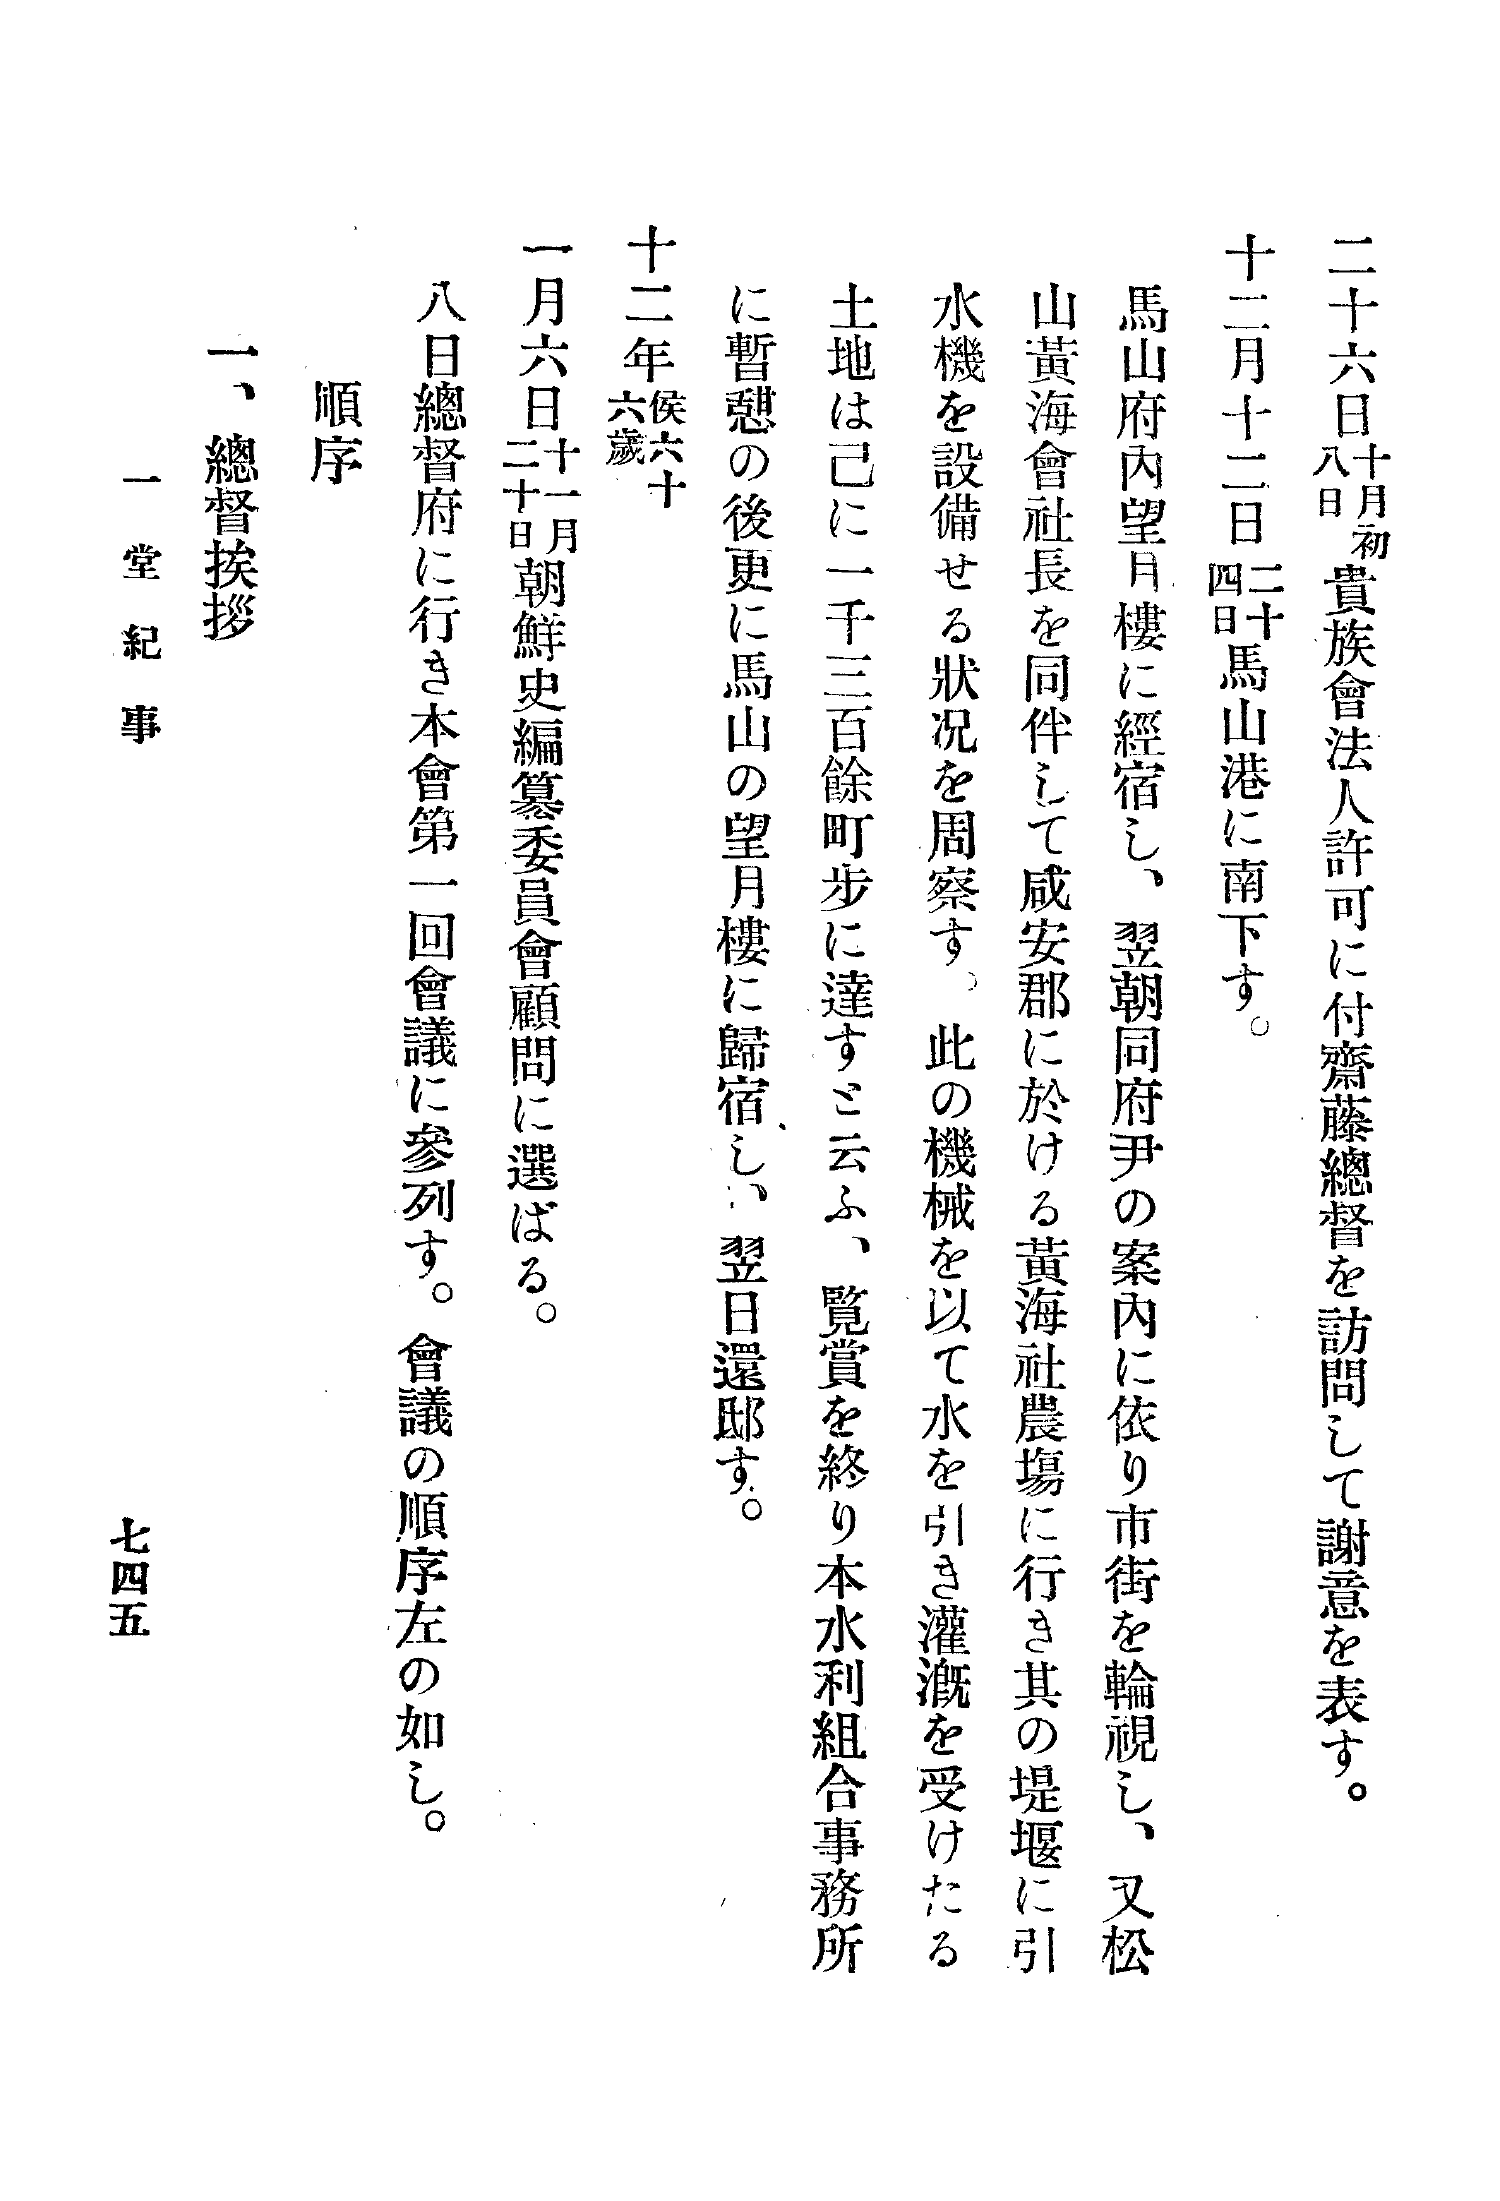 二十六日十月初八日貴族會法人許可に付齋藤總督を訪問して謝意を表す。
十二月十二日二十四日馬山港に南下す。
馬山府內望月樓に經宿し、翌朝同府尹の案內に依り市街を輪視し、又松
山黃海會社長を同伴して咸安郡に於ける黃海社農塲に行き其の堤堰に引
水機を設備せる狀況を周察す。此の機械を以て水を引き灌漑を受けたる
土地は己に一千三百餘町步に達すと云ふ、覽賞を終り本水利組合事務所
に暫憩の後更に馬山の望月樓に歸宿し、翌日還邸す。
十二年侯六十六歲
一月六日十一月二十日朝鮮史編纂委員會顧問に選ばる。
八日總督府に行き本會第一回會議に參列す。會議の順序左の如し。
順序
一、總督挨拶
一堂紀事
七四五